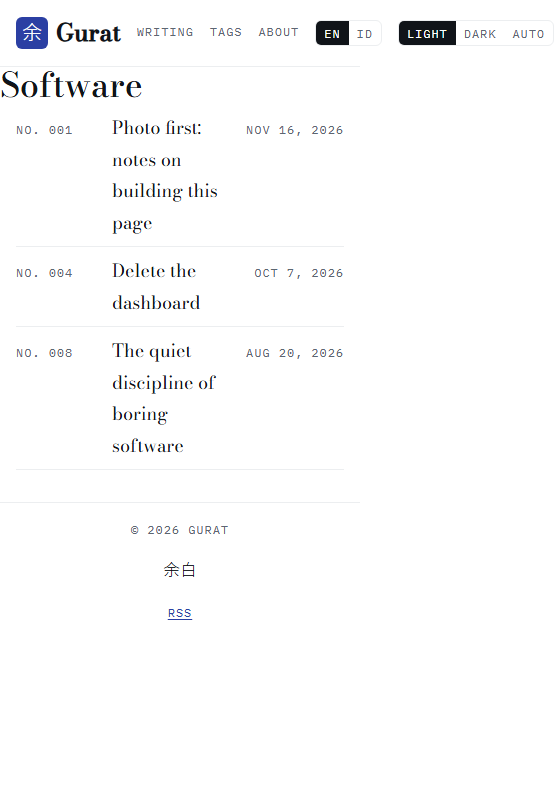 余 Gurat WRITING TAGS ABOUT EN ID LIGHT DARK AUTO
Software
NO. 001 Photo first: NOV 16, 2026
notes on
building this
page
NO. 004 Delete the OCT 7, 2026
dashboard
NO. 008 The quiet AUG 20, 2026
discipline of
boring
software
© 2026 GURAT
余白
RSS